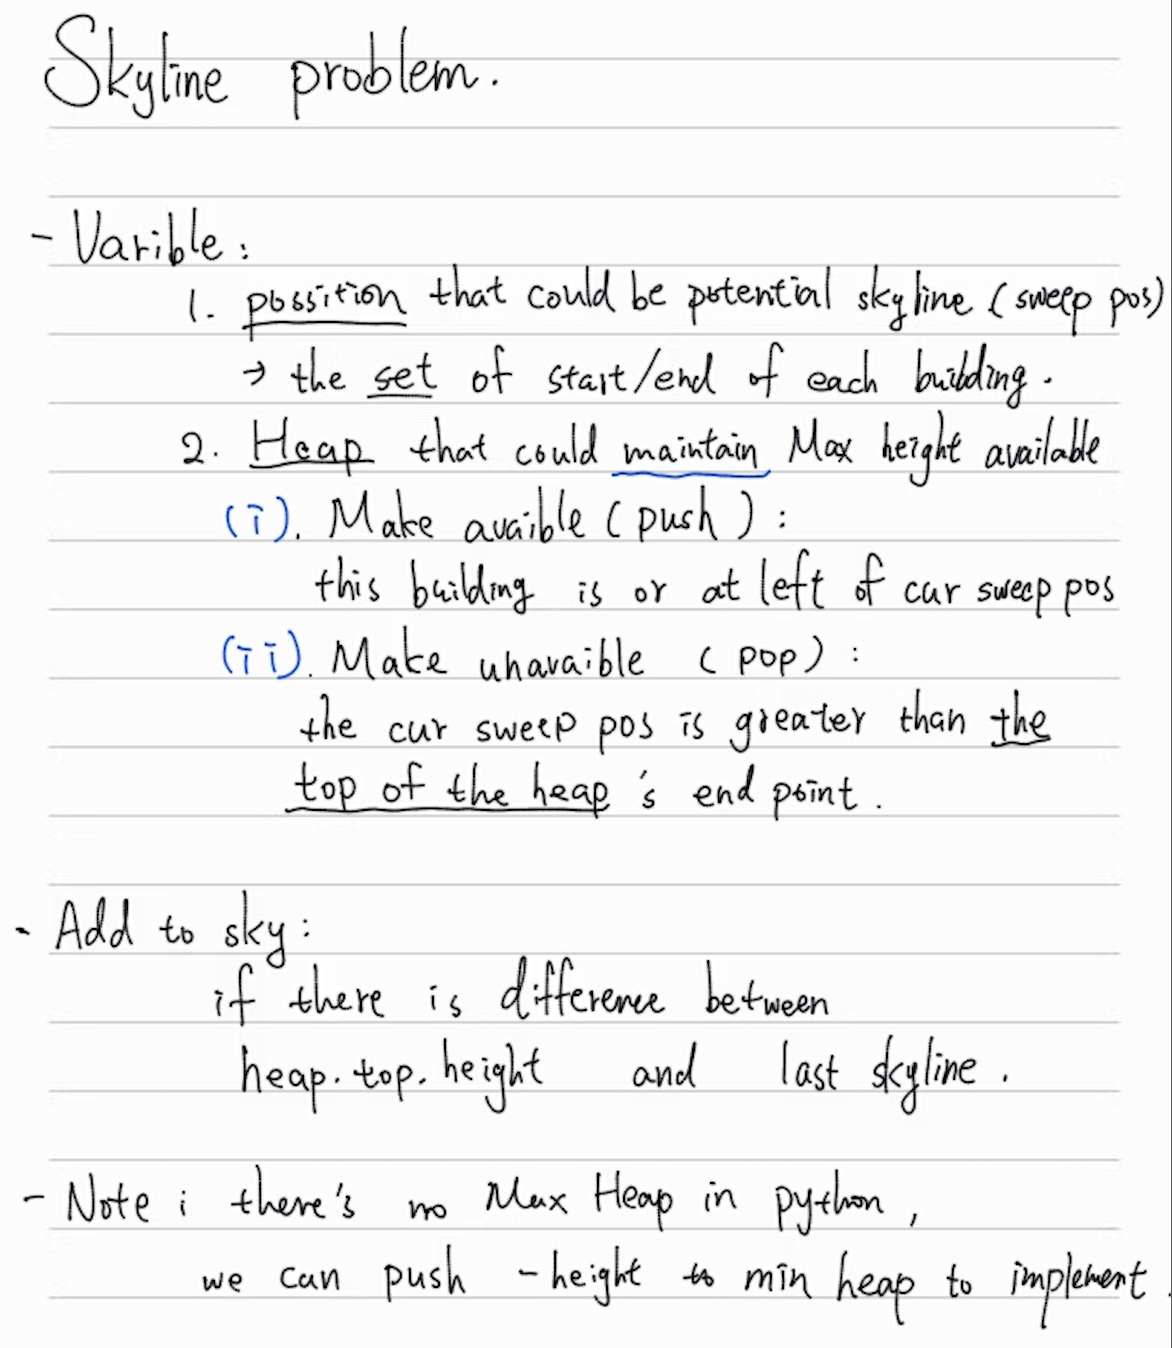 Skyline problem.
- Varible:
1. possition that could be potential skyline (sweep pos)
→ the set of start/end of each building.
2. Heap that could maintain Max height available
(i). Make avaible (push):
this building is or at left of cur sweep pos
(ii). Make unavaible (pop):
the cur sweep pos is greater than the
top of the heap's end point.
- Add to sky:
if there is difference between
heap.top.height and last skyline.
- Note: there's no Max Heap in python,
we can push -height to min heap to implement.